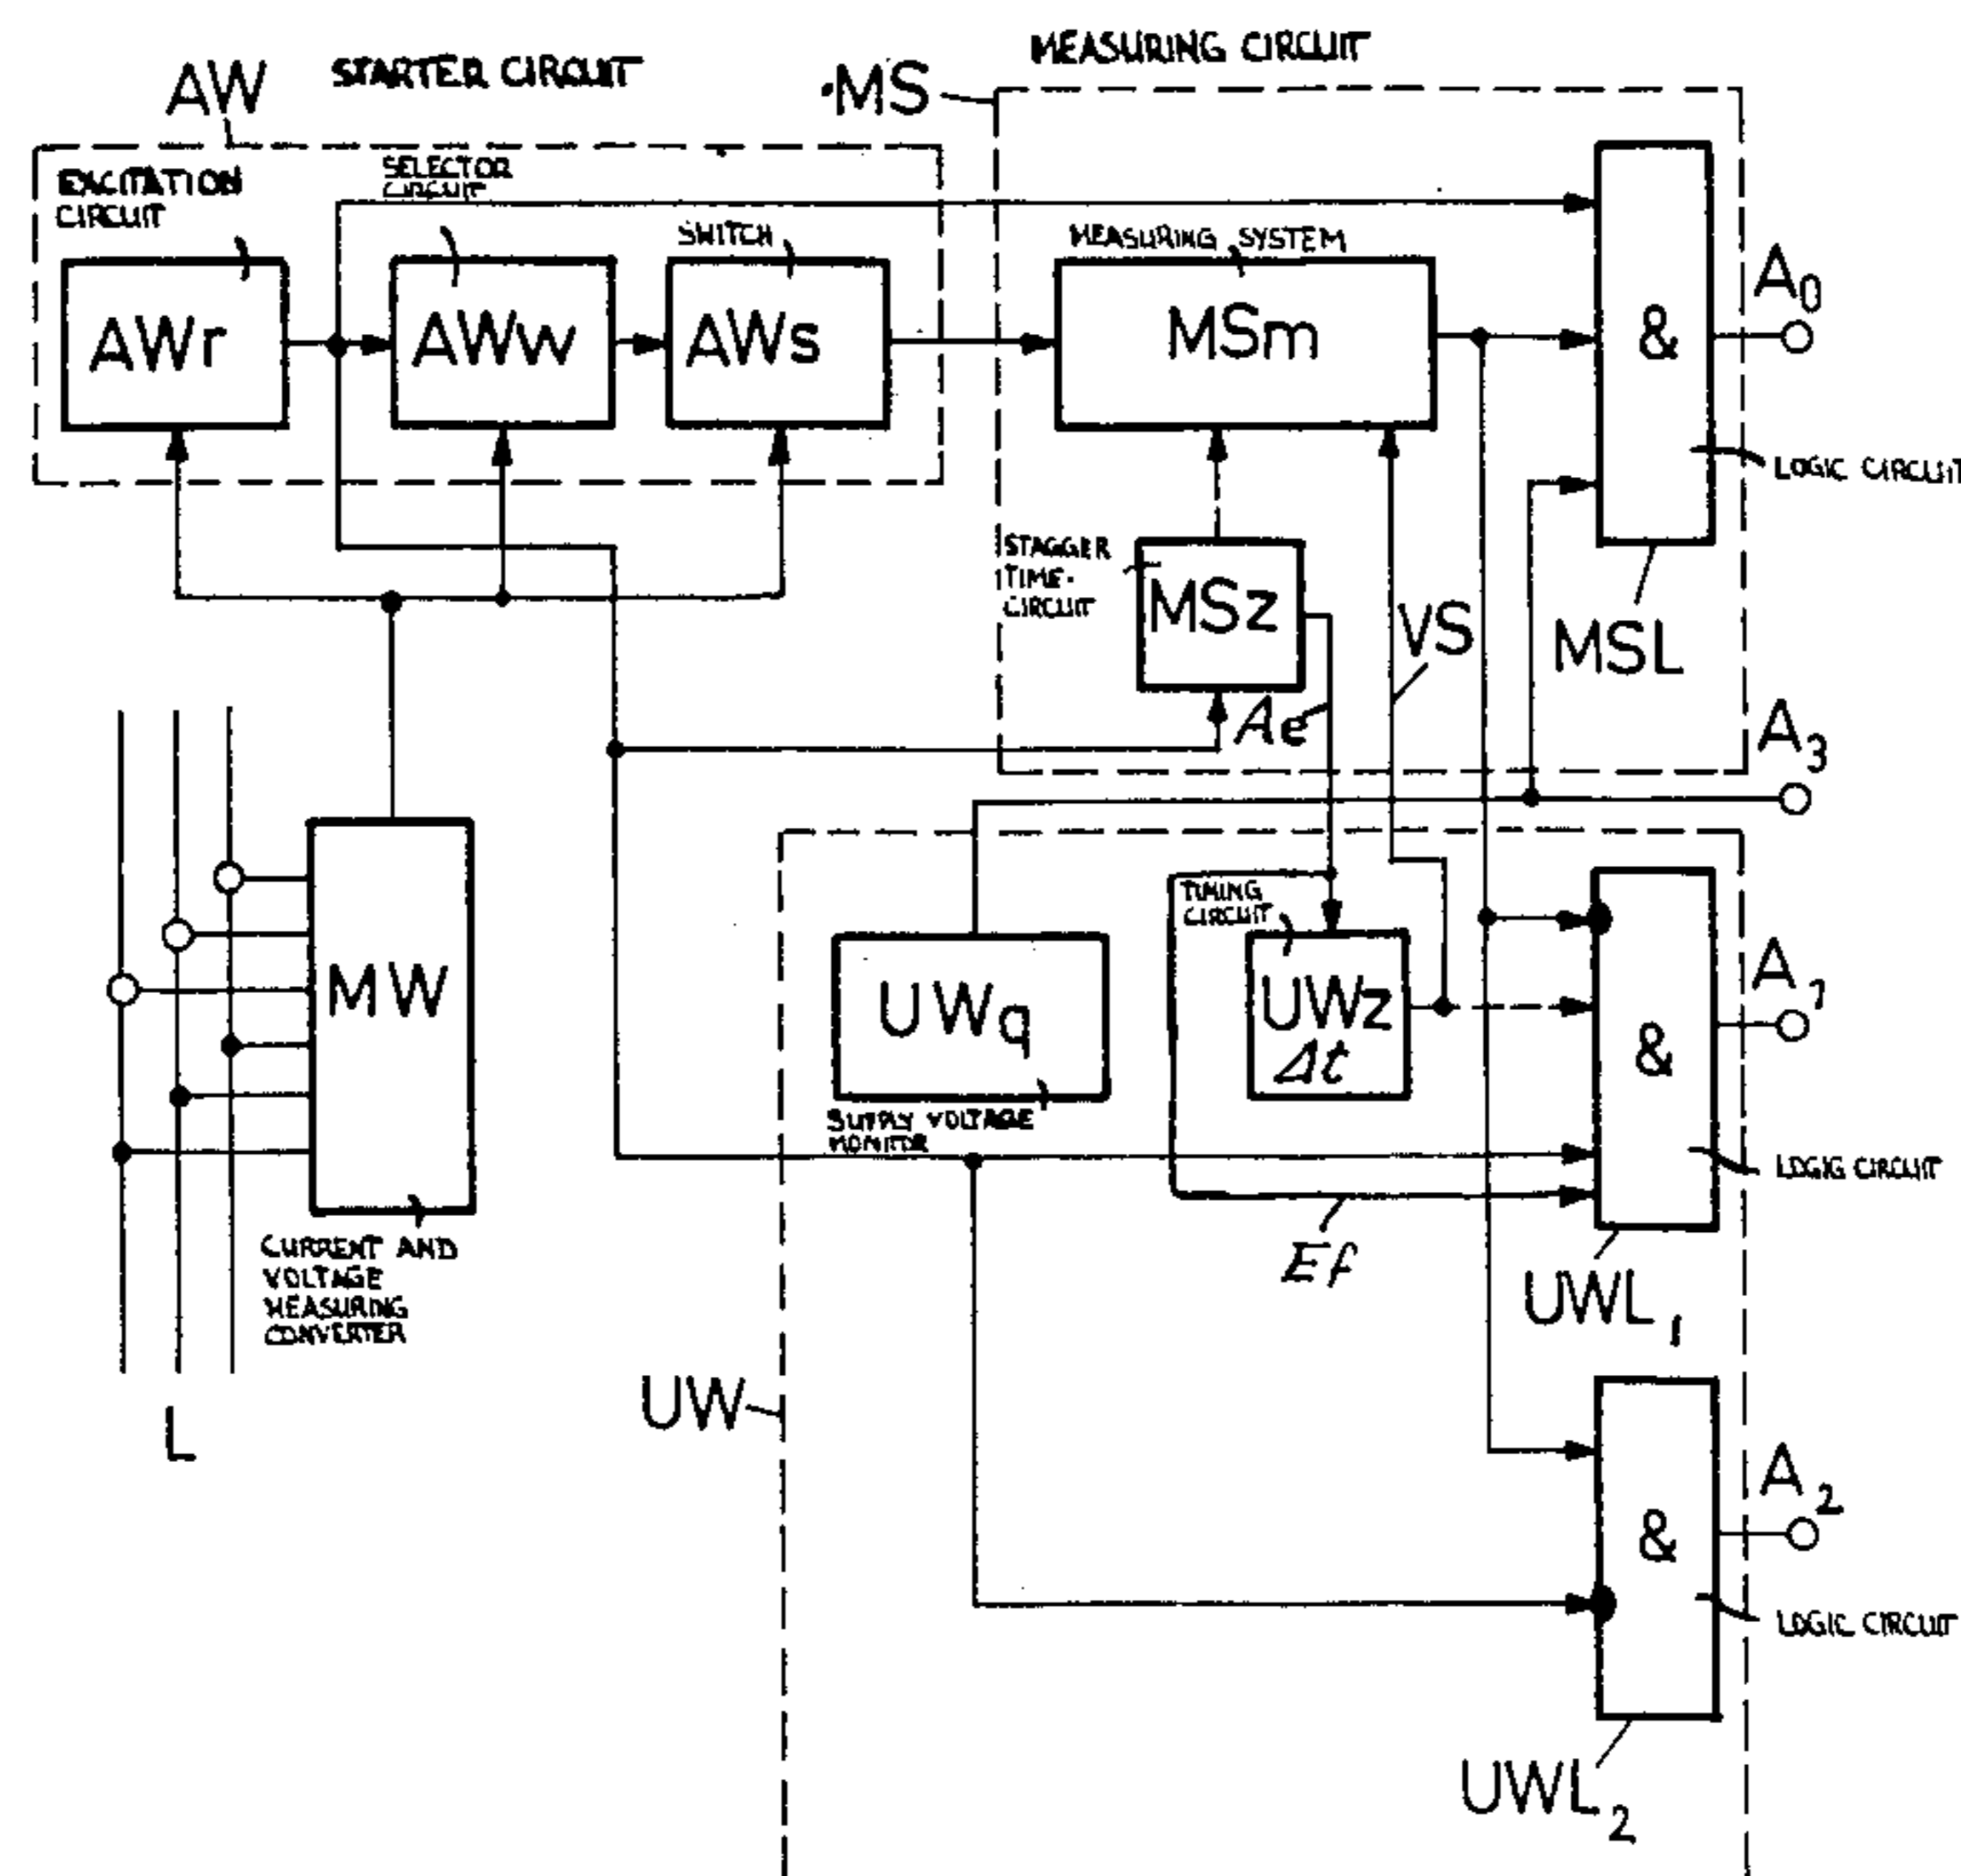 MEASURING CIRCUIT
STARTER CIRCUIT
AW
MS
EXCITATION
CIRCUIT
SELECTOR
CIRCUIT
SWITCH
MEASURING SYSTEM
AWr
AWw
AWs
MSm
&
A0
LOGIC CIRCUIT
STAGGER
TIME-
CIRCUIT
MSz
VS
MSL
Ae
A3
MW
TIMING
CIRCUIT
UWq
UWz
Δt
&
A1
SUPPLY VOLTAGE
MONITOR
LOGIG CIRCUIT
Ef
CURRENT AND
VOLTAGE
MEASURING
CONVERTER
UWL1
L
UW
&
A2
LOGIC CIRCUIT
UWL2